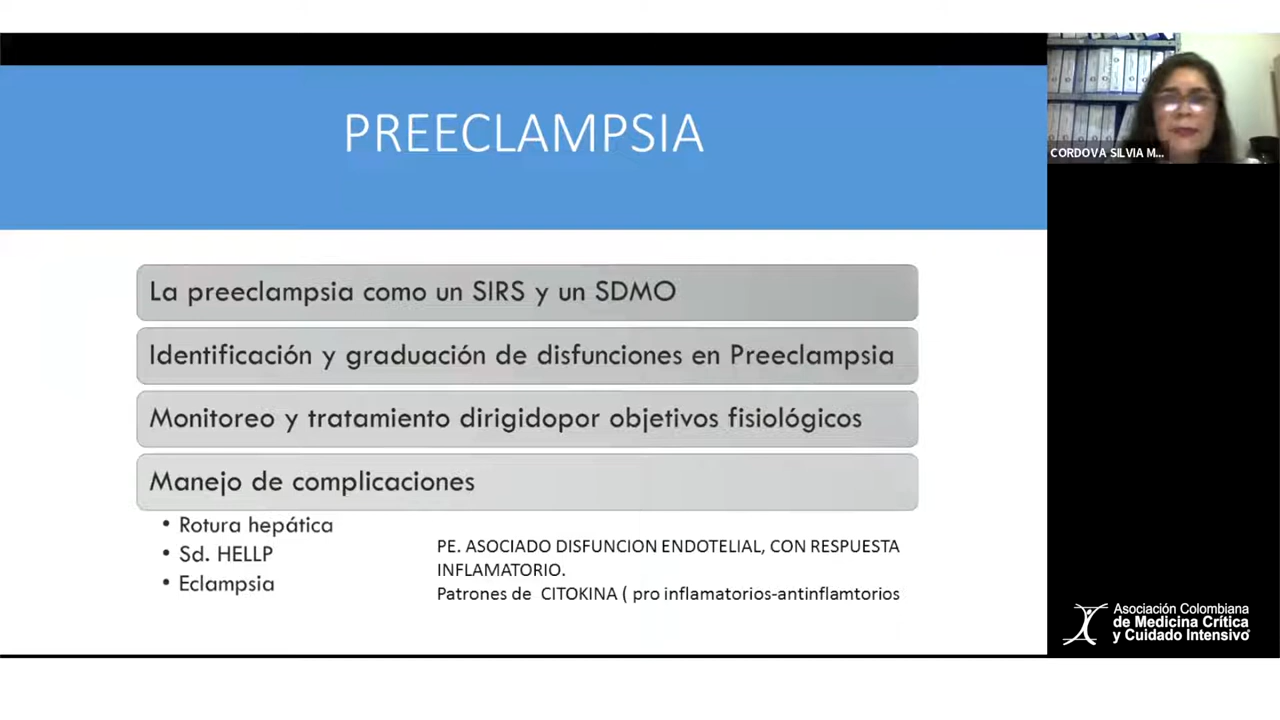 PREECLAMPSIA
CORDOVA SILVIA M...
La preeclampsia como un SIRS y un SDMO
Identificación y graduación de disfunciones en Preeclampsia
Monitoreo y tratamiento dirigidopor objetivos fisiológicos
Manejo de complicaciones
• Rotura hepática
• Sd. HELLP
• Eclampsia
PE. ASOCIADO DISFUNCION ENDOTELIAL, CON RESPUESTA
INFLAMATORIO.
Patrones de CITOKINA ( pro inflamatorios-antinflamtorios
Asociación Colombiana
de Medicina Crítica
y Cuidado Intensivo